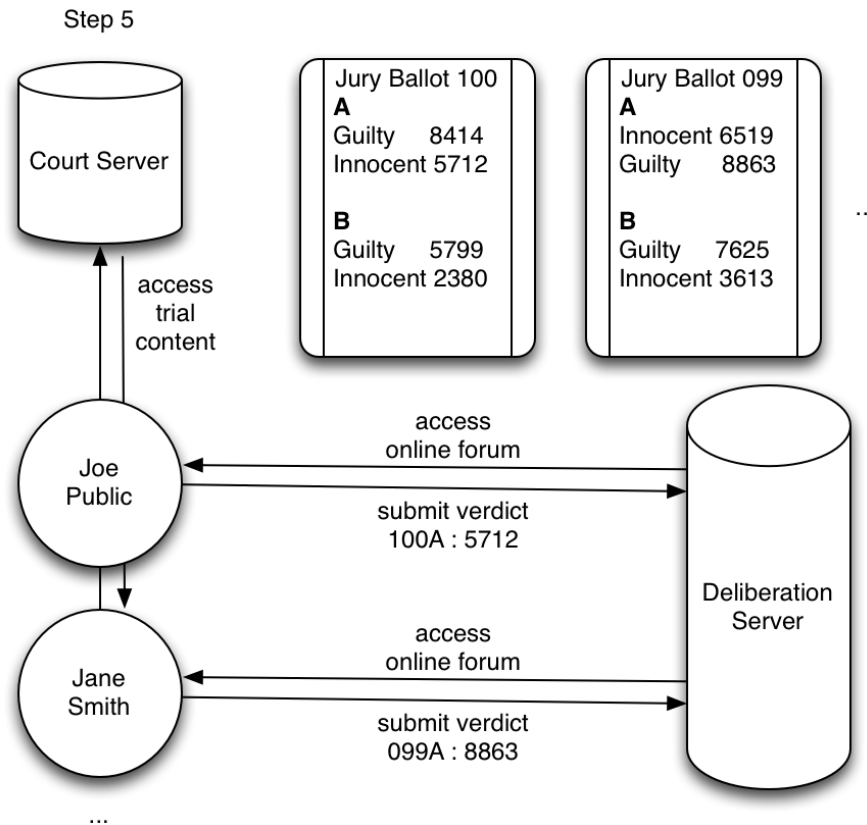 Step 5
Court Server
Jury Ballot 100
A
Guilty 8414
Innocent 5712
B
Guilty 5799
Innocent 2380
Jury Ballot 099
A
Innocent 6519
Guilty 8863
B
Guilty 7625
Innocent 3613
...
access
trial
content
Joe
Public
access
online forum
submit verdict
100A : 5712
Deliberation
Server
Jane
Smith
access
online forum
submit verdict
099A : 8863
...